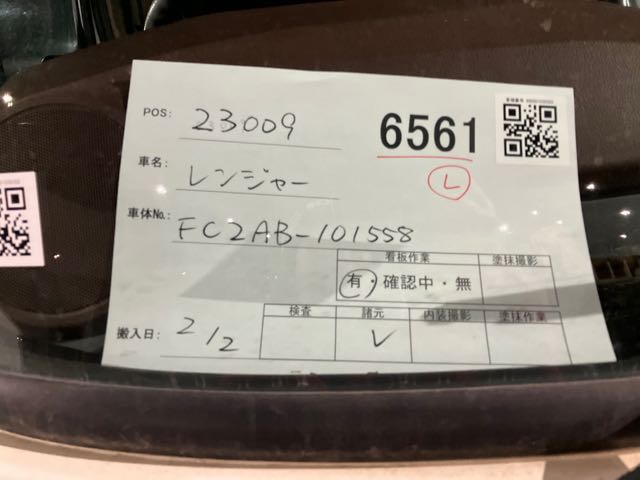 POS: 23009
6561
L
車名: レンジャー
車体No.: FC2AB-101558
看板作業 塗抹撮影
有・確認中・無
検査 諸元 内装撮影 塗抹作業
搬入日: 2/2 V